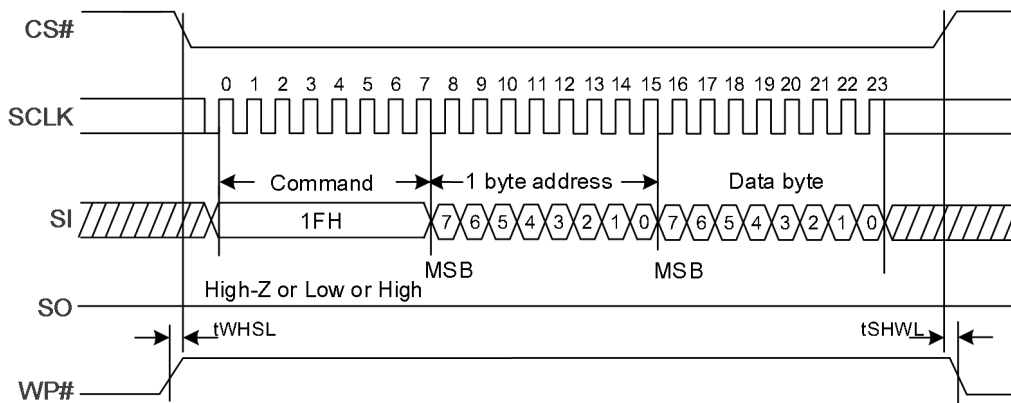 CS#
0 1 2 3 4 5 6 7 8 9 10 11 12 13 14 15 16 17 18 19 20 21 22 23
SCLK
Command 1 byte address Data byte
SI 1FH 7 6 5 4 3 2 1 0 7 6 5 4 3 2 1 0
MSB MSB
High-Z or Low or High
SO
tWHSL tSHWL
WP#